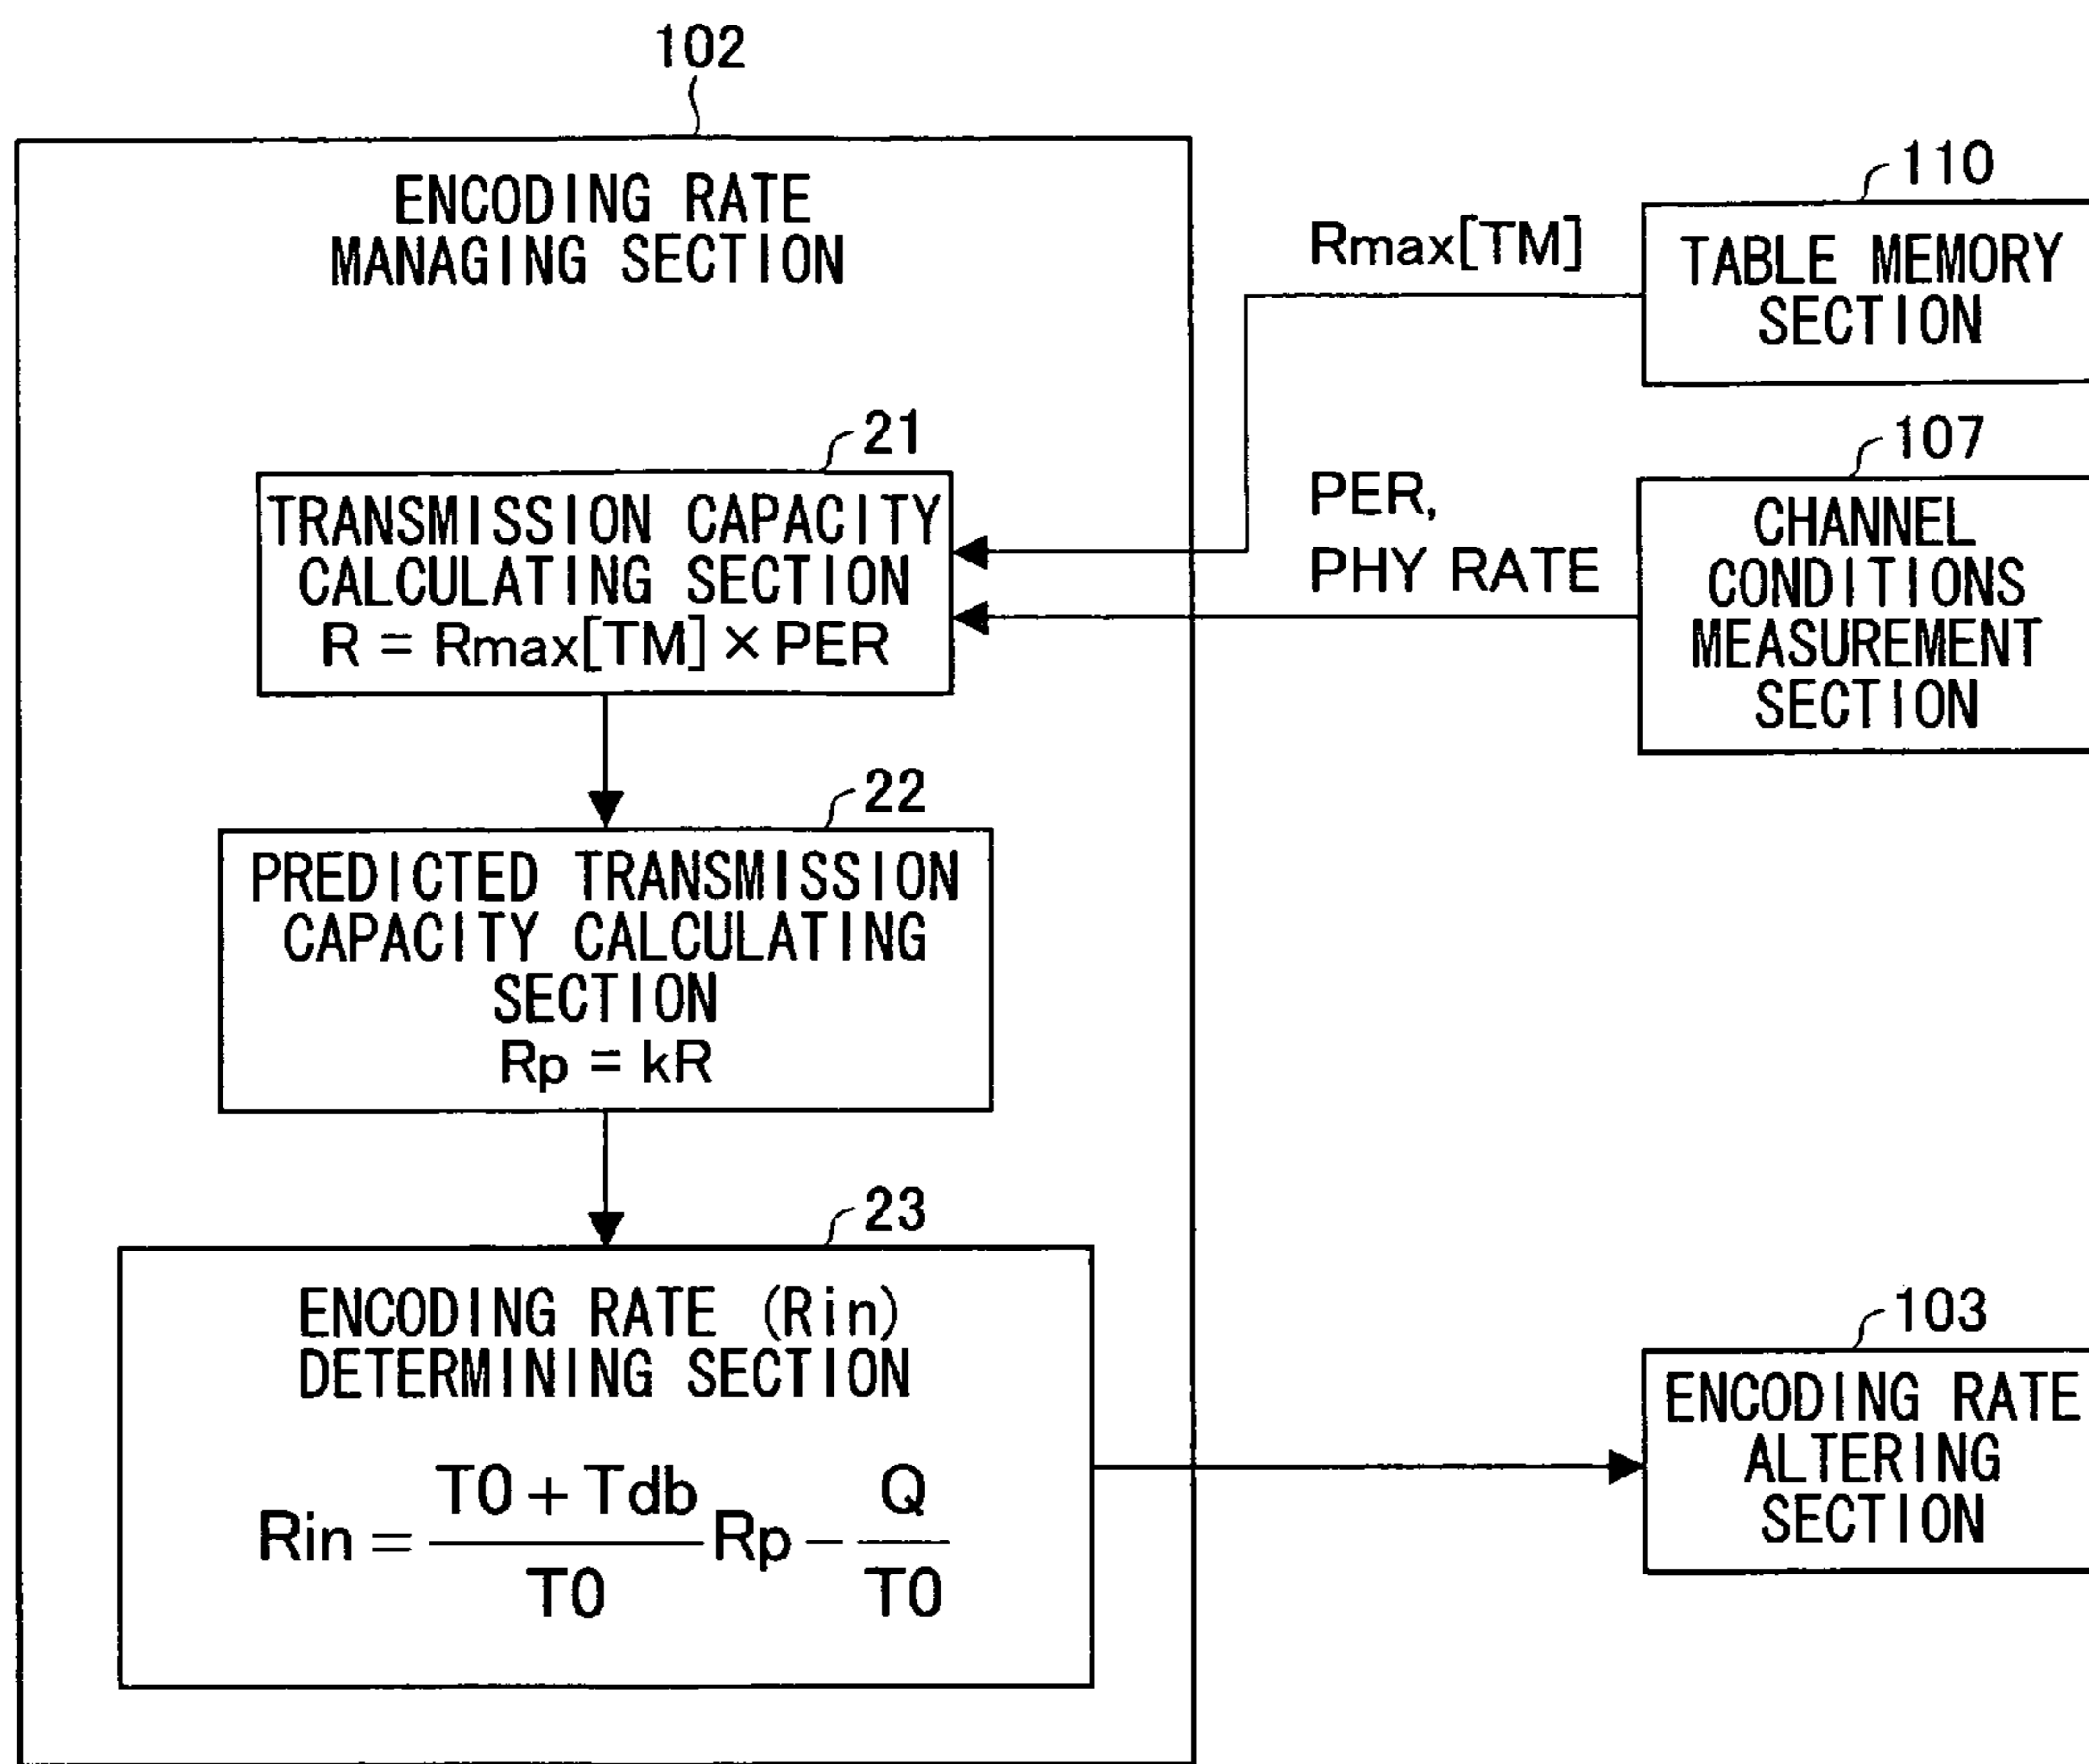 102
ENCODING RATE
MANAGING SECTION
110
TABLE MEMORY
SECTION
Rmax[TM]
107
CHANNEL
CONDITIONS
MEASUREMENT
SECTION
PER,
PHY RATE
21
TRANSMISSION CAPACITY
CALCULATING SECTION
R = Rmax[TM] × PER
22
PREDICTED TRANSMISSION
CAPACITY CALCULATING
SECTION
Rp = kR
23
ENCODING RATE (Rin)
DETERMINING SECTION
Rin = \frac{T0 + Tdb}{T0} Rp − \frac{Q}{T0}
103
ENCODING RATE
ALTERING
SECTION